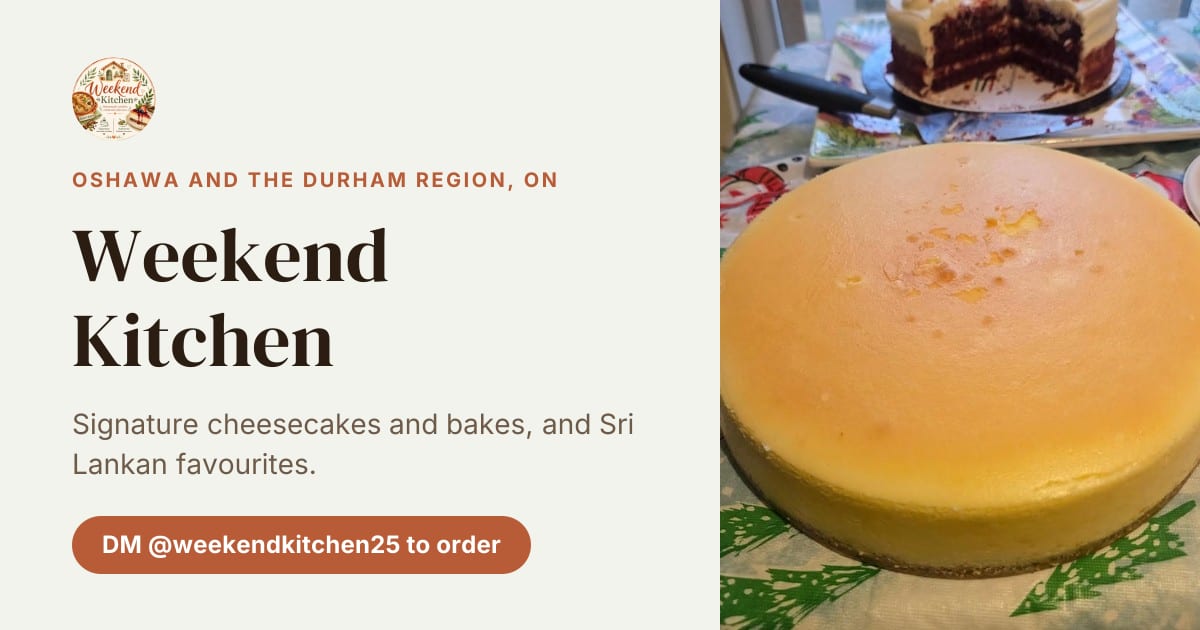 Weekend
Kitchen
OSHAWA AND THE DURHAM REGION, ON
Weekend
Kitchen
Signature cheesecakes and bakes, and Sri
Lankan favourites.
DM @weekendkitchen25 to order